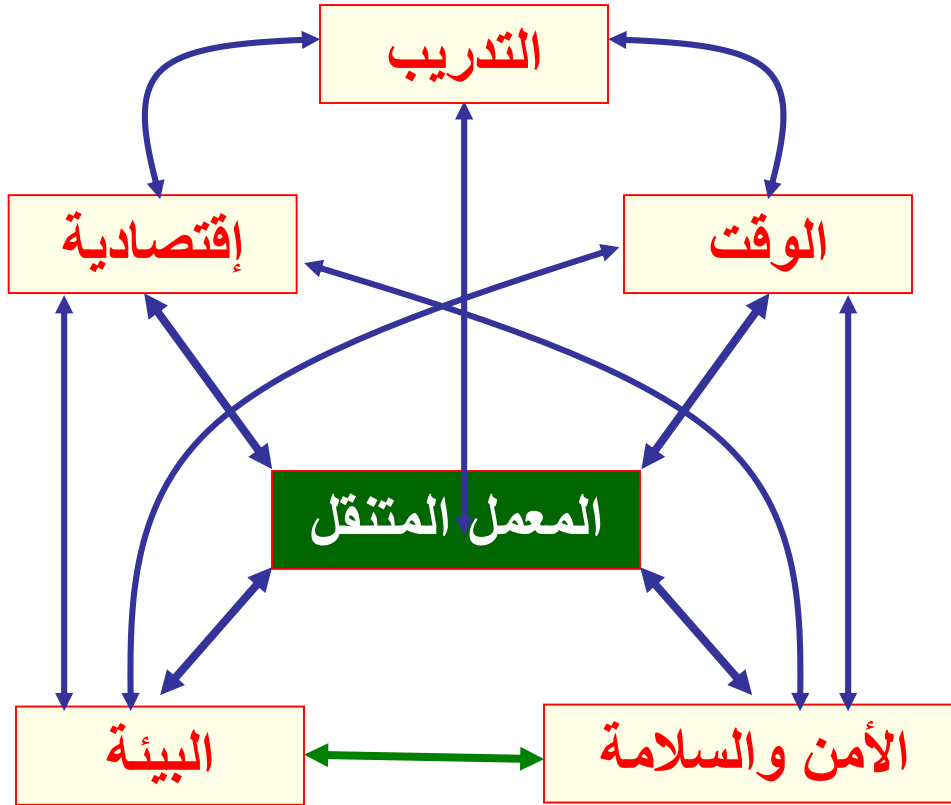 التدريب
الوقت
إقتصادية
المعمل المتنقل
الأمن والسلامة
البيئة